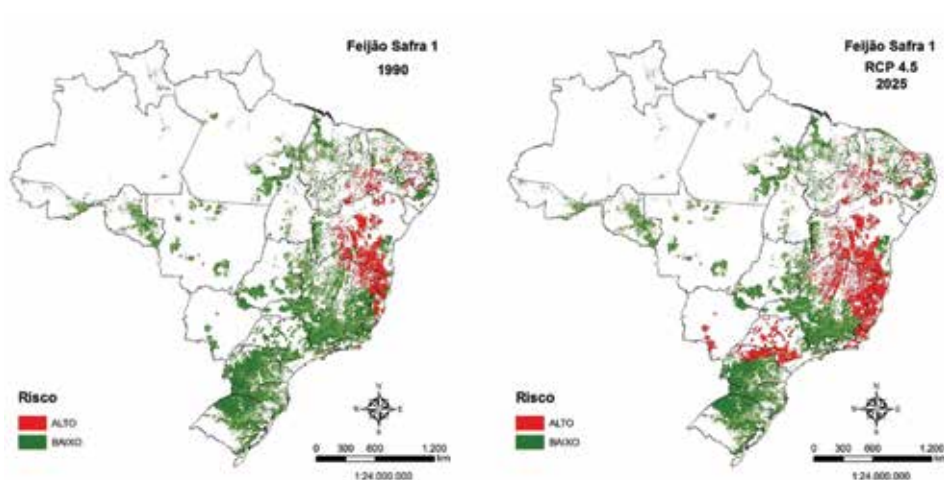 Feijão Safra 1
1990
Risco
ALTO
BAIXO
N
W
E
S
0 300 600 1.200
km
1:24.000.000
Feijão Safra 1
RCP 4.5
2025
Risco
ALTO
BAIXO
N
W
E
S
0 300 600 1.200
km
1:24.000.000